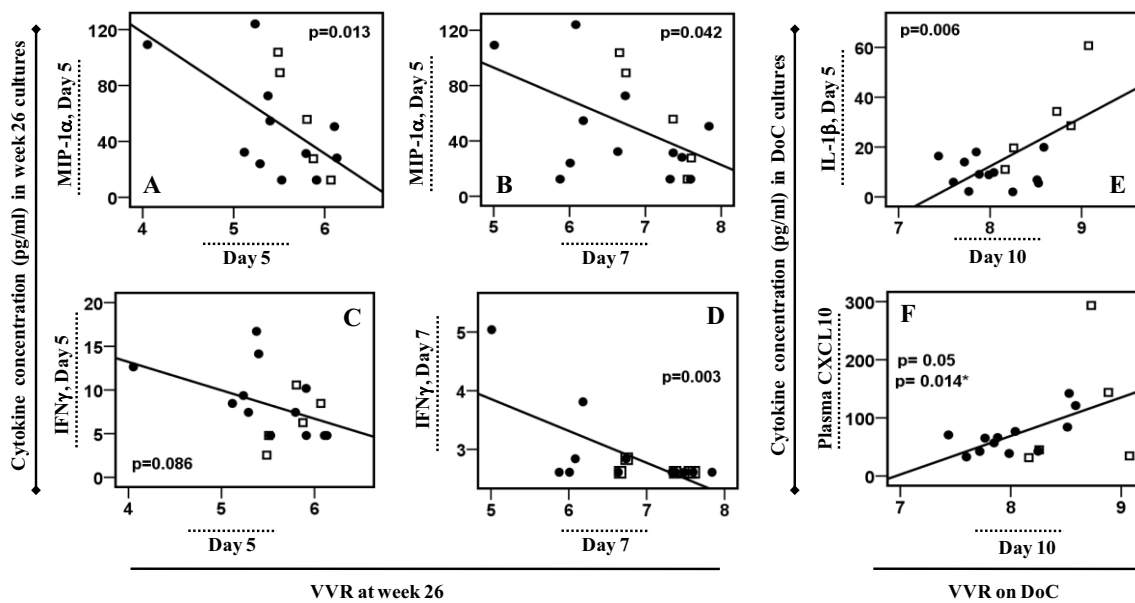 Cytokine concentration (pg/ml) in week 26 cultures
MIP-1α, Day 5
120
80
40
0
p=0.013
A
4 5 6
Day 5
MIP-1α, Day 5
120
80
40
0
p=0.042
B
5 6 7 8
Day 7
IFNγ, Day 5
20
15
10
5
0
C
p=0.086
4 5 6
Day 5
IFNγ, Day 7
5
4
3
D
p=0.003
5 6 7 8
Day 7
VVR at week 26
Cytokine concentration (pg/ml) in DoC cultures
IL-1β, Day 5
60
40
20
0
p=0.006
E
7 8 9
Day 10
Plasma CXCL10
300
200
100
0
F
p= 0.05
p= 0.014*
7 8 9
Day 10
VVR on DoC